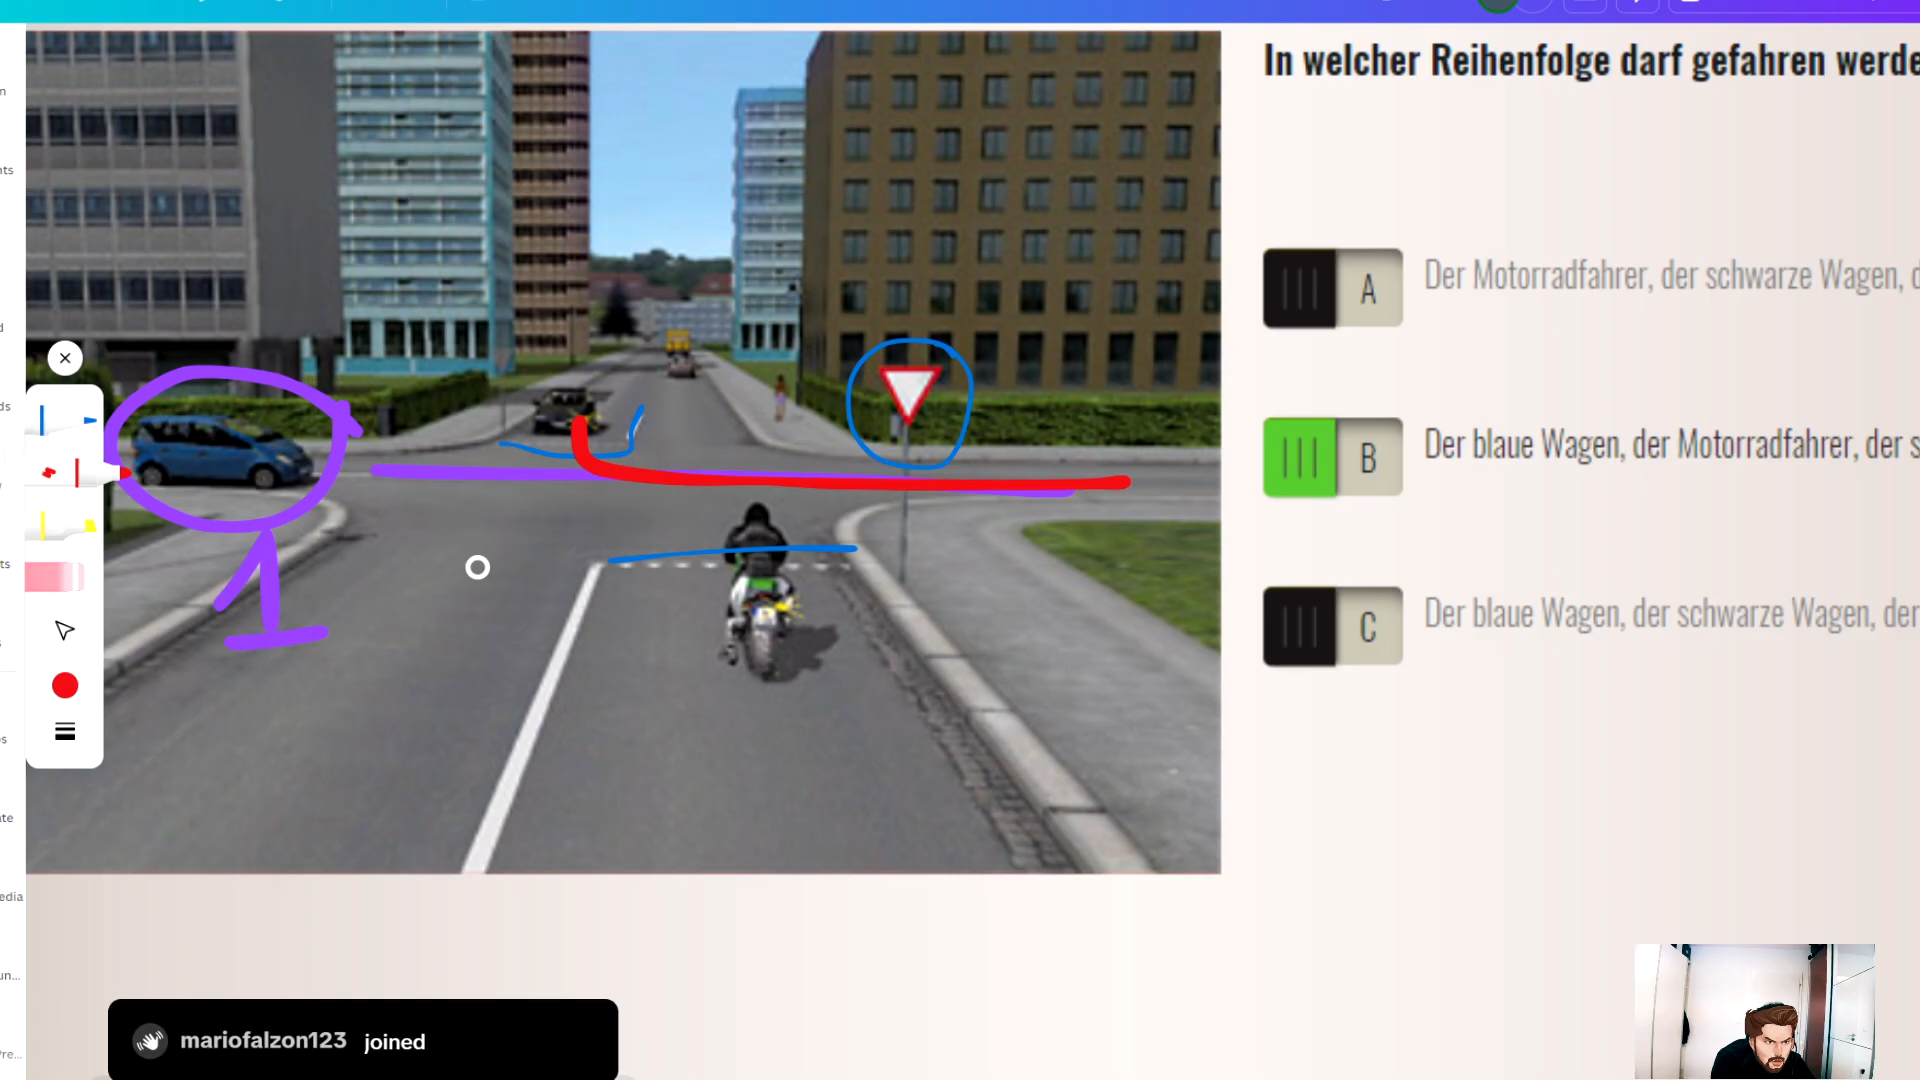 In welcher Reihenfolge darf gefahren werde
A
Der Motorradfahrer, der schwarze Wagen, d
B
Der blaue Wagen, der Motorradfahrer, der s
C
Der blaue Wagen, der schwarze Wagen, der
1
mariofalzon123 joined